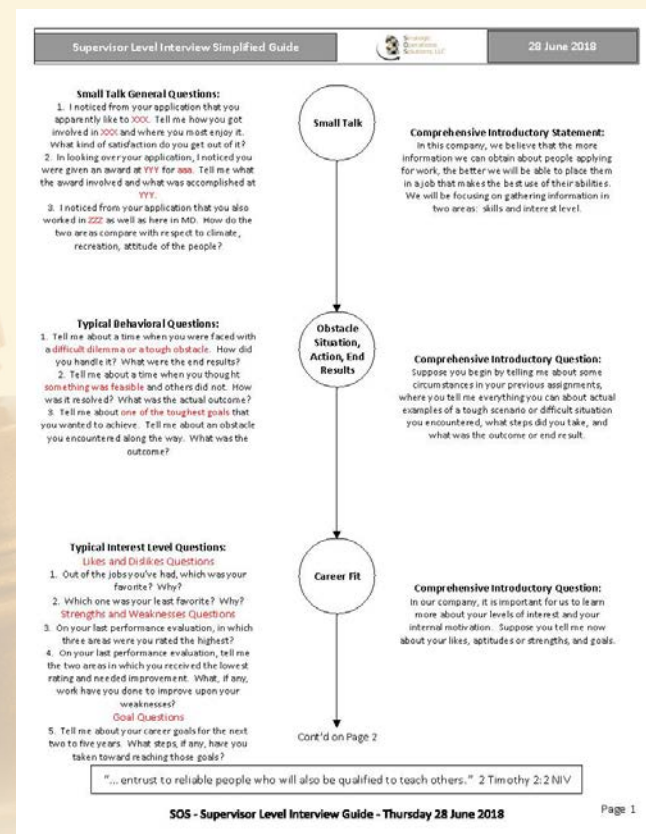 Supervisor Level Interview Simplified Guide
Strategic
Operations
Solutions, LLC
28 June 2018
Small Talk General Questions:
1. I noticed from your application that you
apparently like to XXX. Tell me how you got
involved in XXX and where you most enjoy it.
What kind of satisfaction do you get out of it?
2. In looking over your application, I noticed you
were given an award at YYY for aaa. Tell me what
the award involved and what was accomplished at
YYY.
3. I noticed from your application that you also
worked in ZZZ as well as here in MD. How do the
two areas compare with respect to climate,
recreation, attitude of the people?
Small Talk
Comprehensive Introductory Statement:
In this company, we believe that the more
information we can obtain about people applying
for work, the better we will be able to place them
in a job that makes the best use of their abilities.
We will be focusing on gathering information in
two areas: skills and interest level.
Typical Behavioral Questions:
1. Tell me about a time when you were faced with
a difficult dilemma or a tough obstacle. How did
you handle it? What were the end results?
2. Tell me about a time when you thought
something was feasible and others did not. How
was it resolved? What was the actual outcome?
3. Tell me about one of the toughest goals that
you wanted to achieve. Tell me about an obstacle
you encountered along the way. What was the
outcome?
Obstacle
Situation,
Action, End
Results
Comprehensive Introductory Question:
Suppose you begin by telling me about some
circumstances in your previous assignments,
where you tell me everything you can about actual
examples of a tough scenario or difficult situation
you encountered, what steps did you take, and
what was the outcome or end result.
Typical Interest Level Questions:
Likes and Dislikes Questions
1. Out of the jobs you've had, which was your
favorite? Why?
2. Which one was your least favorite? Why?
Strengths and Weaknesses Questions
3. On your last performance evaluation, in which
three areas were you rated the highest?
4. On your last performance evaluation, tell me
the two areas in which you received the lowest
rating and needed improvement. What, if any,
work have you done to improve upon your
weaknesses?
Goal Questions
5. Tell me about your career goals for the next
two to five years. What steps, if any, have you
taken toward reaching those goals?
Career Fit
Comprehensive Introductory Question:
In our company, it is important for us to learn
more about your levels of interest and your
internal motivation. Suppose you tell me now
about your likes, aptitudes or strengths, and goals.
Cont'd on Page 2
"... entrust to reliable people who will also be qualified to teach others." 2 Timothy 2:2 NIV
SOS - Supervisor Level Interview Guide - Thursday 28 June 2018
Page 1